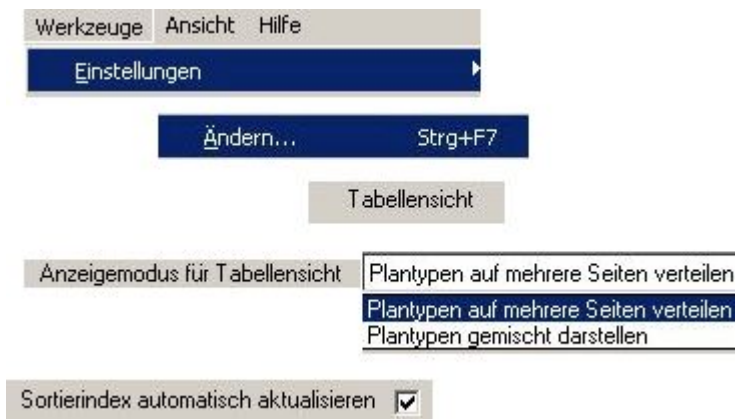 Werkzeuge Ansicht Hilfe
Einstellungen
Ändern... Strg+F7
Tabellensicht
Anzeigemodus für Tabellensicht Plantypen auf mehrere Seiten verteilen
Plantypen auf mehrere Seiten verteilen
Plantypen gemischt darstellen
Sortierindex automatisch aktualisieren